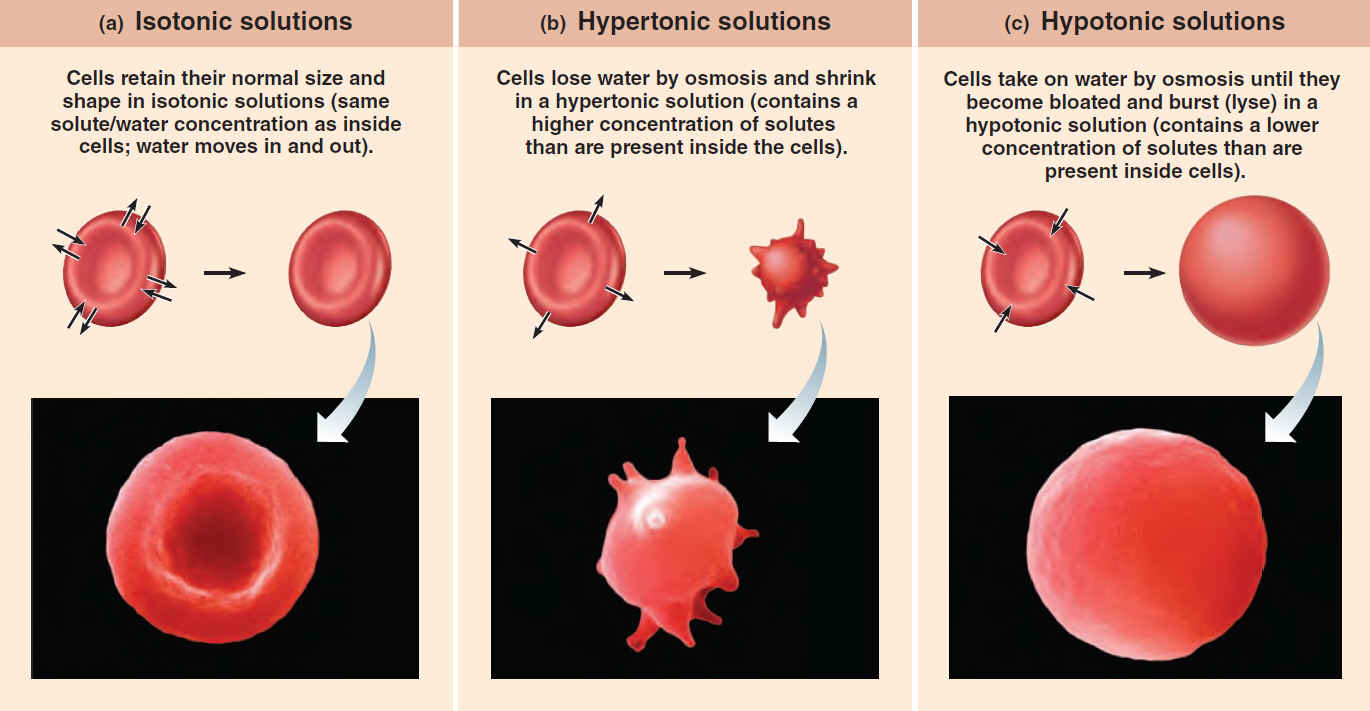 (a) Isotonic solutions
Cells retain their normal size and
shape in isotonic solutions (same
solute/water concentration as inside
cells; water moves in and out).
(b) Hypertonic solutions
Cells lose water by osmosis and shrink
in a hypertonic solution (contains a
higher concentration of solutes
than are present inside the cells).
(c) Hypotonic solutions
Cells take on water by osmosis until they
become bloated and burst (lyse) in a
hypotonic solution (contains a lower
concentration of solutes than are
present inside cells).